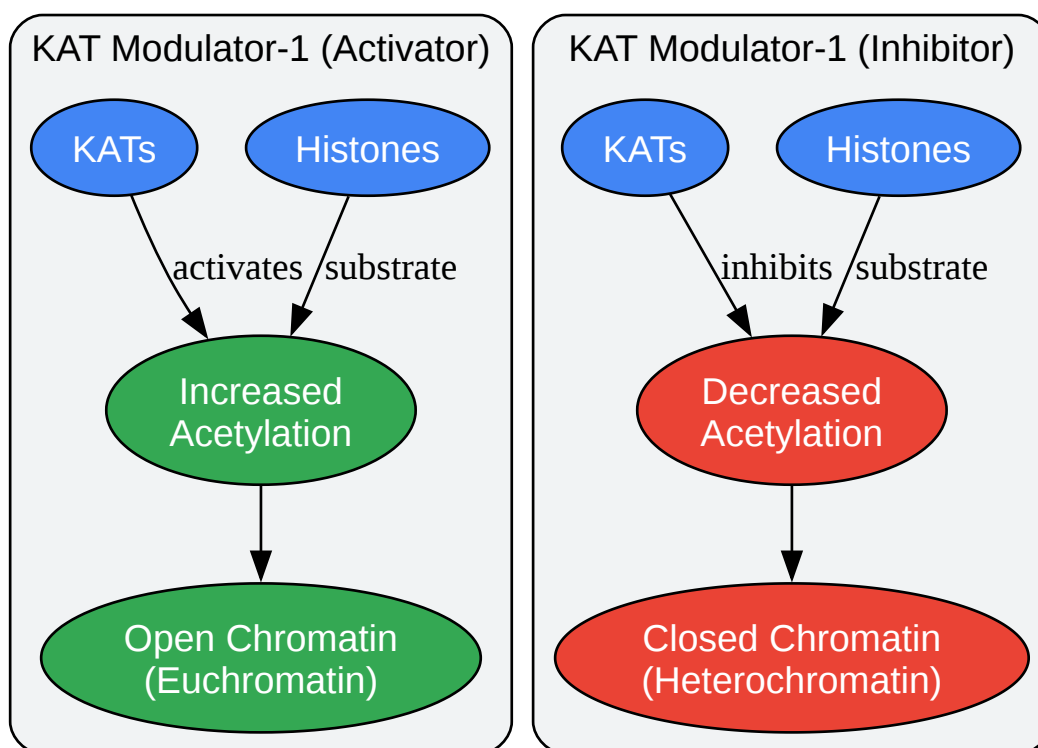 KAT Modulator-1 (Activator)
KATs
Histones
activates
substrate
Increased
Acetylation
Open Chromatin
(Euchromatin)
KAT Modulator-1 (Inhibitor)
KATs
Histones
inhibits
substrate
Decreased
Acetylation
Closed Chromatin
(Heterochromatin)